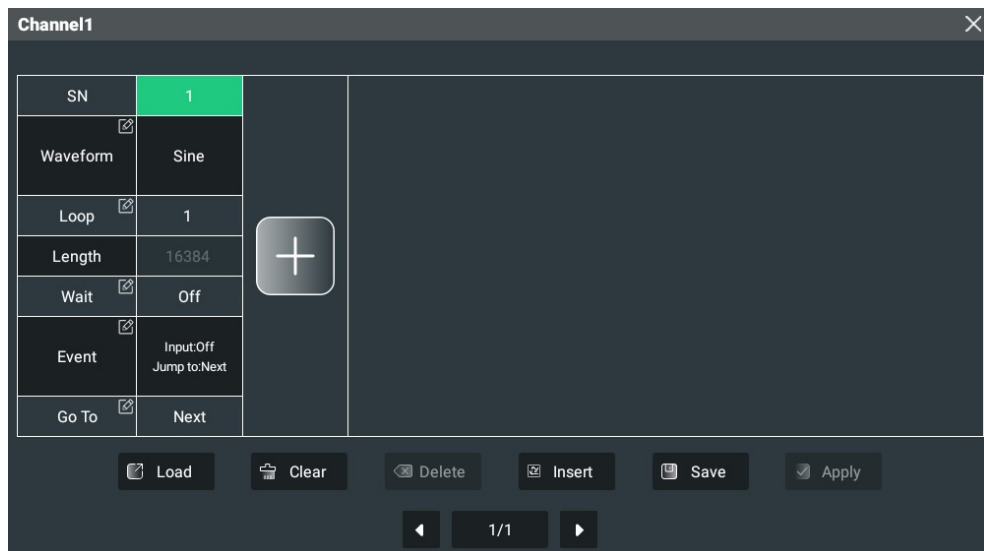 Channel1
SN 1
Waveform Sine
Loop 1
Length 16384
Wait Off
Event Input:Off
Jump to:Next
Go To Next
Load Clear Delete Insert Save Apply
1/1